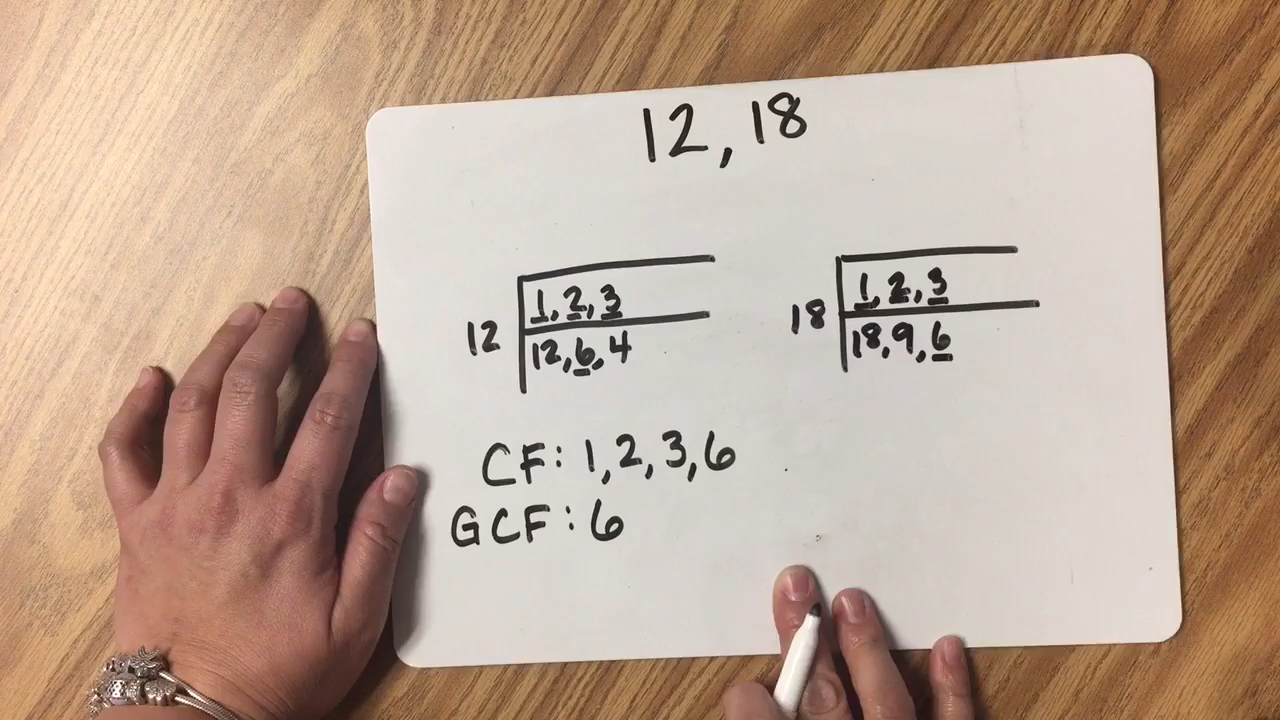 12, 18
12 1, 2, 3
12, 6, 4
18 1, 2, 3
18, 9, 6
CF: 1, 2, 3, 6
GCF: 6